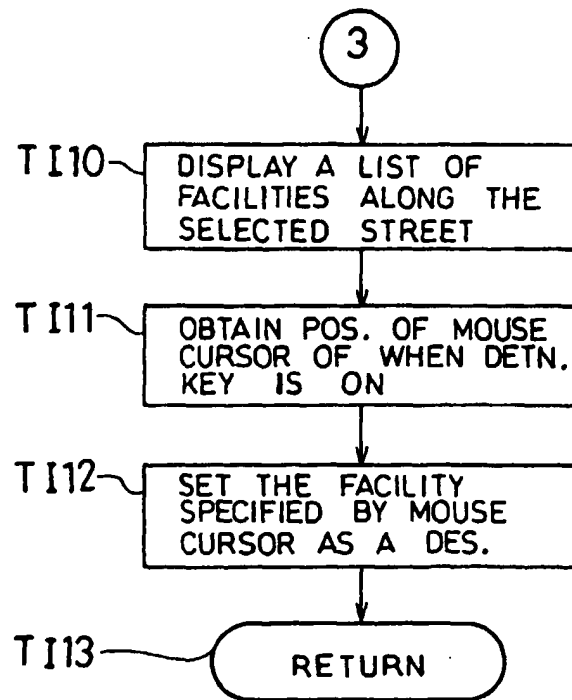 3
TI10
DISPLAY A LIST OF
FACILITIES ALONG THE
SELECTED STREET
TI11
OBTAIN POS. OF MOUSE
CURSOR OF WHEN DETN.
KEY IS ON
TI12
SET THE FACILITY
SPECIFIED BY MOUSE
CURSOR AS A DES.
TI13
RETURN